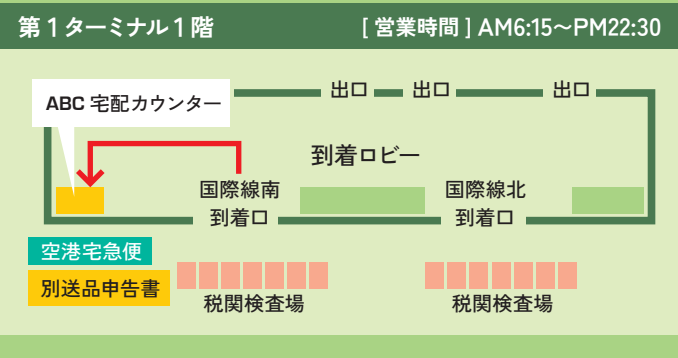 第1ターミナル1階 [営業時間] AM6:15～PM22:30
出口 出口 出口
ABC 宅配カウンター
到着ロビー
国際線南
到着口
国際線北
到着口
空港宅急便
別送品申告書
税関検査場 税関検査場